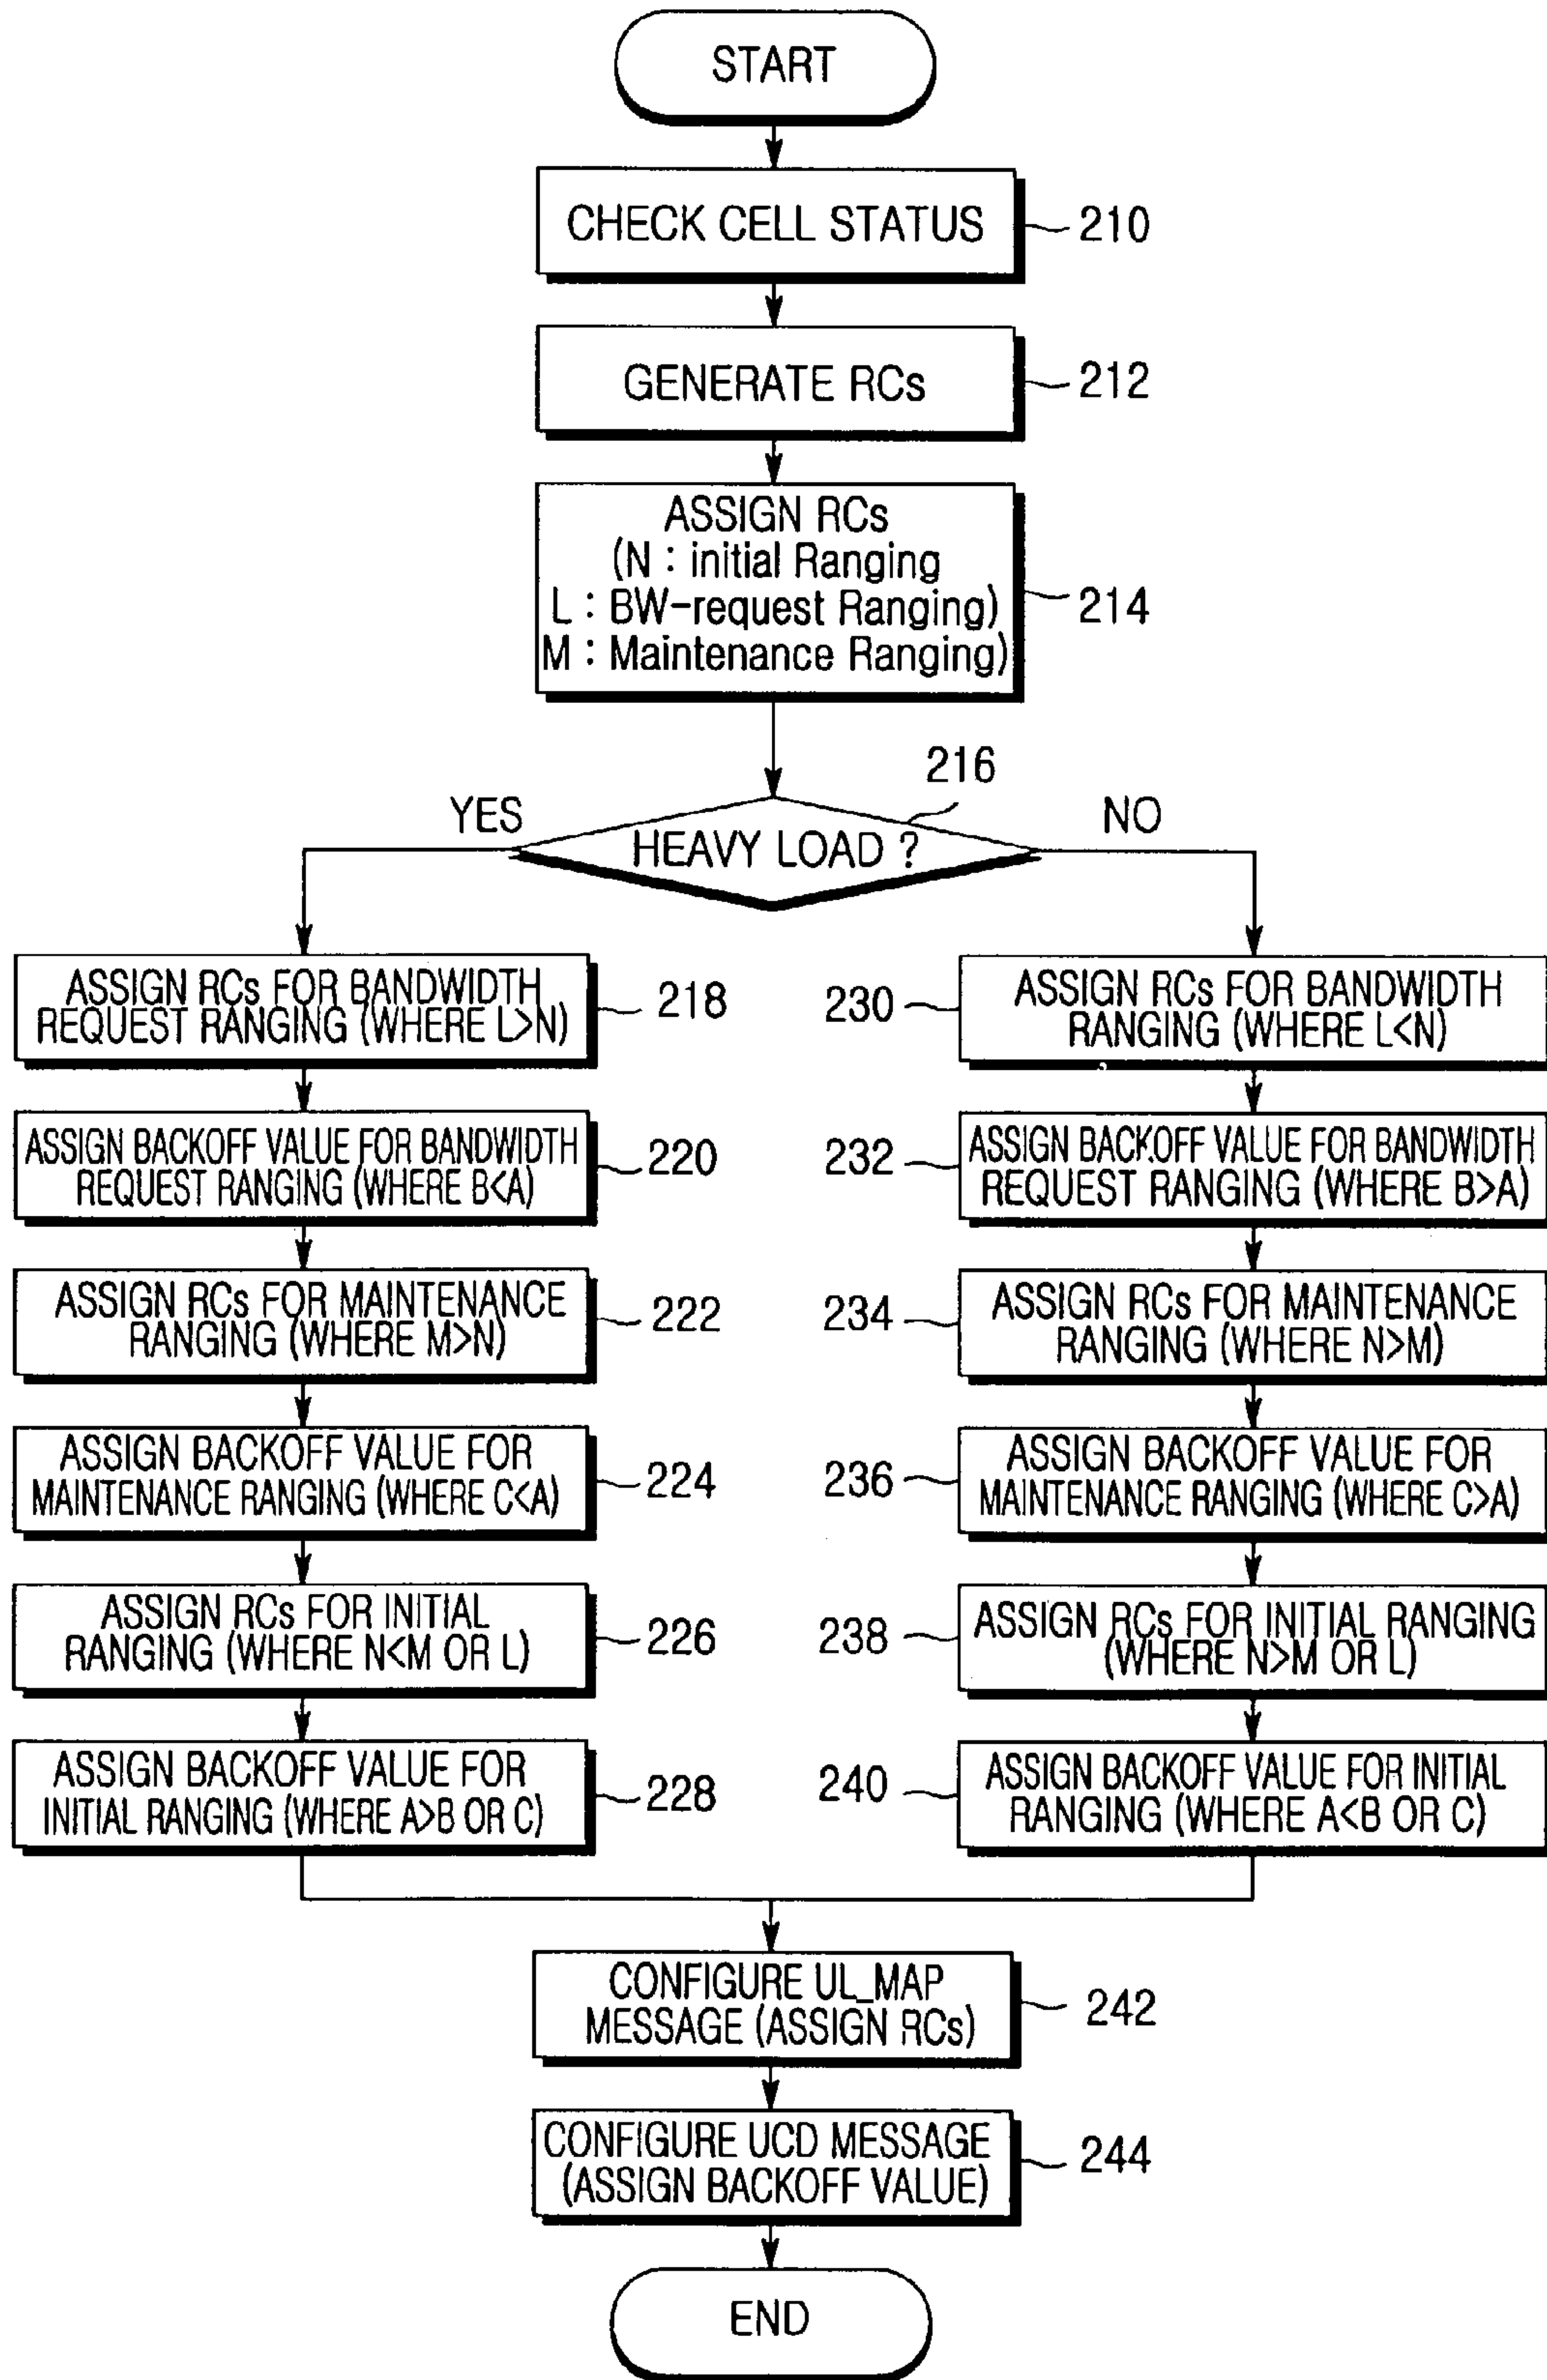 START
CHECK CELL STATUS
210
GENERATE RCs
212
ASSIGN RCs
(N : initial Ranging
L : BW-request Ranging)
M : Maintenance Ranging)
214
216
YES
HEAVY LOAD ?
NO
ASSIGN RCs FOR BANDWIDTH
REQUEST RANGING (WHERE L>N)
218
220
ASSIGN BACKOFF VALUE FOR BANDWIDTH
REQUEST RANGING (WHERE B<A)
ASSIGN RCs FOR MAINTENANCE
RANGING (WHERE M>N)
222
ASSIGN BACKOFF VALUE FOR
MAINTENANCE RANGING (WHERE C<A)
224
ASSIGN RCs FOR INITIAL
RANGING (WHERE N<M OR L)
226
ASSIGN BACKOFF VALUE FOR
INITIAL RANGING (WHERE A>B OR C)
228
230
ASSIGN RCs FOR BANDWIDTH
RANGING (WHERE L<N)
232
ASSIGN BACKOFF VALUE FOR BANDWIDTH
REQUEST RANGING (WHERE B>A)
234
ASSIGN RCs FOR MAINTENANCE
RANGING (WHERE N>M)
236
ASSIGN BACKOFF VALUE FOR
MAINTENANCE RANGING (WHERE C>A)
238
ASSIGN RCs FOR INITIAL RANGING
(WHERE N>M OR L)
240
ASSIGN BACKOFF VALUE FOR INITIAL
RANGING (WHERE A<B OR C)
CONFIGURE UL_MAP
MESSAGE (ASSIGN RCs)
242
CONFIGURE UCD MESSAGE
(ASSIGN BACKOFF VALUE)
244
END